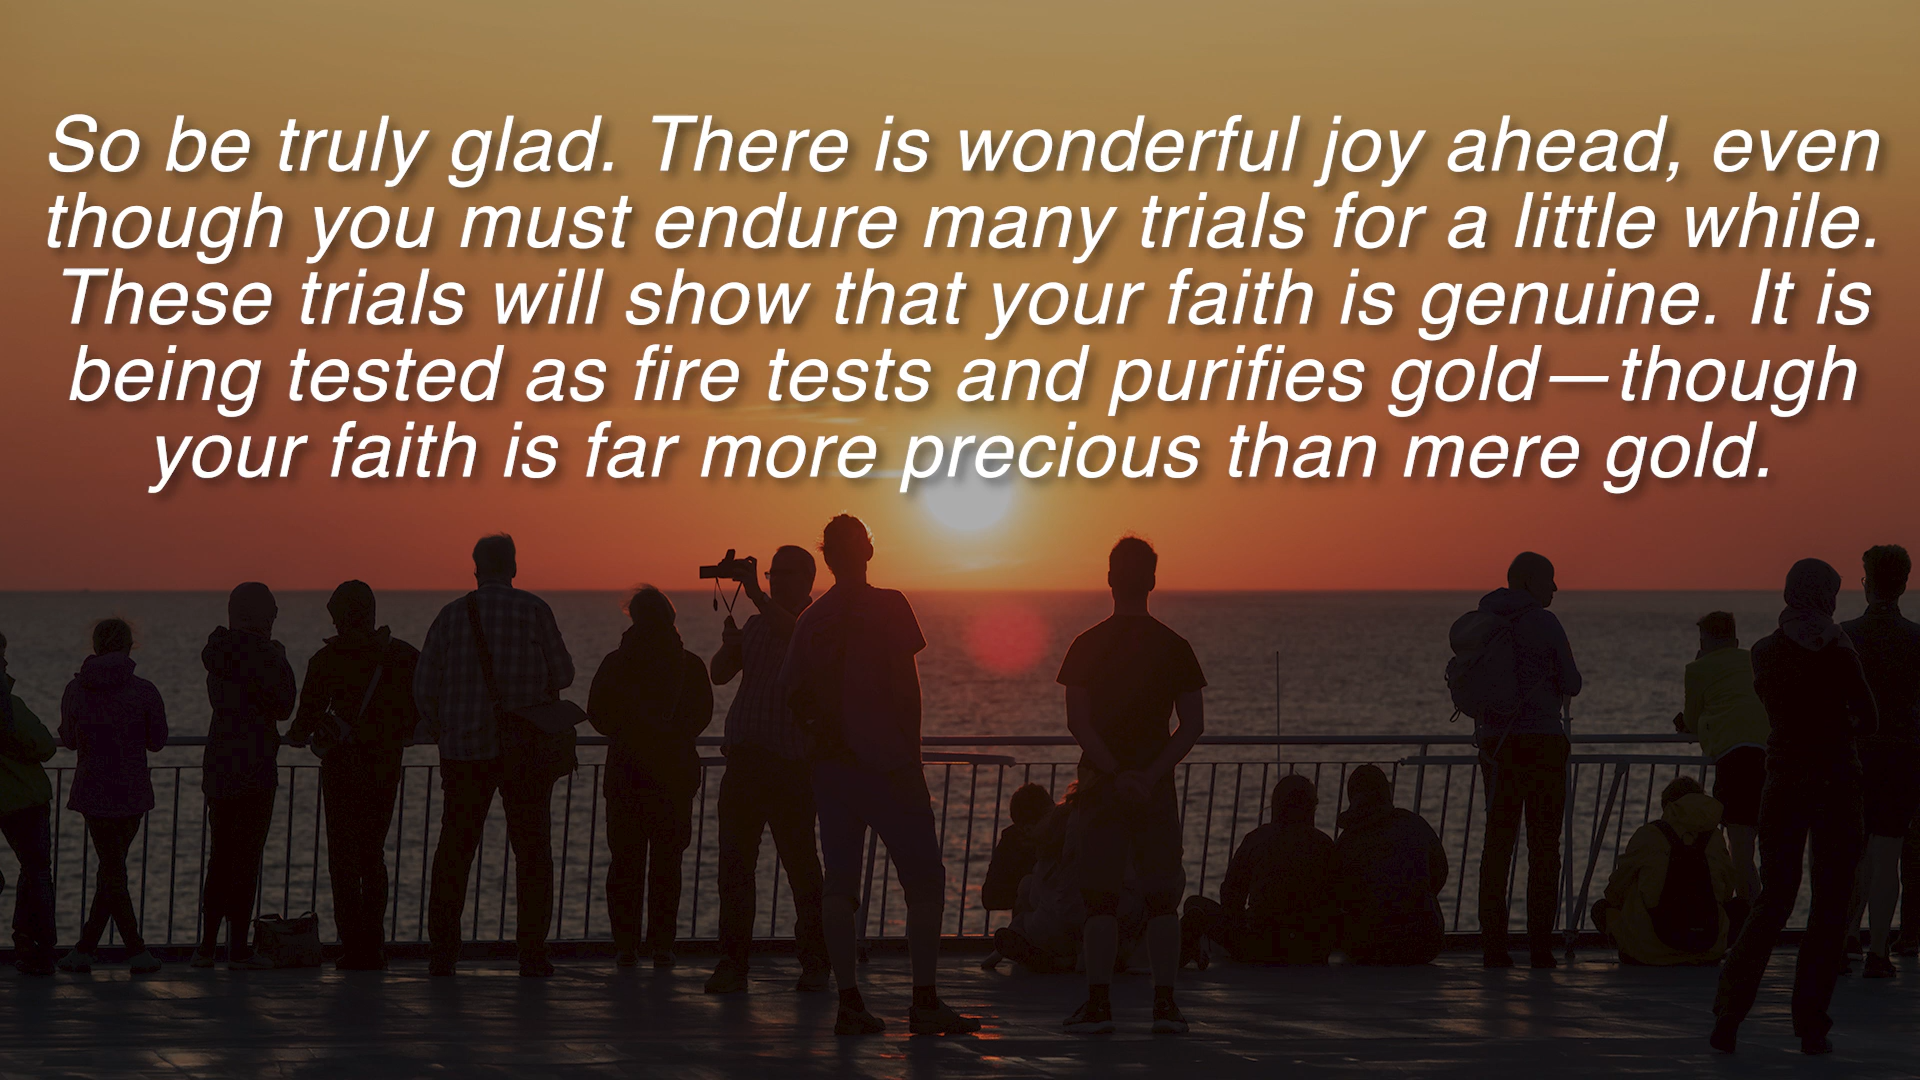 So be truly glad. There is wonderful joy ahead, even
though you must endure many trials for a little while.
These trials will show that your faith is genuine. It is
being tested as fire tests and purifies gold—though
your faith is far more precious than mere gold.